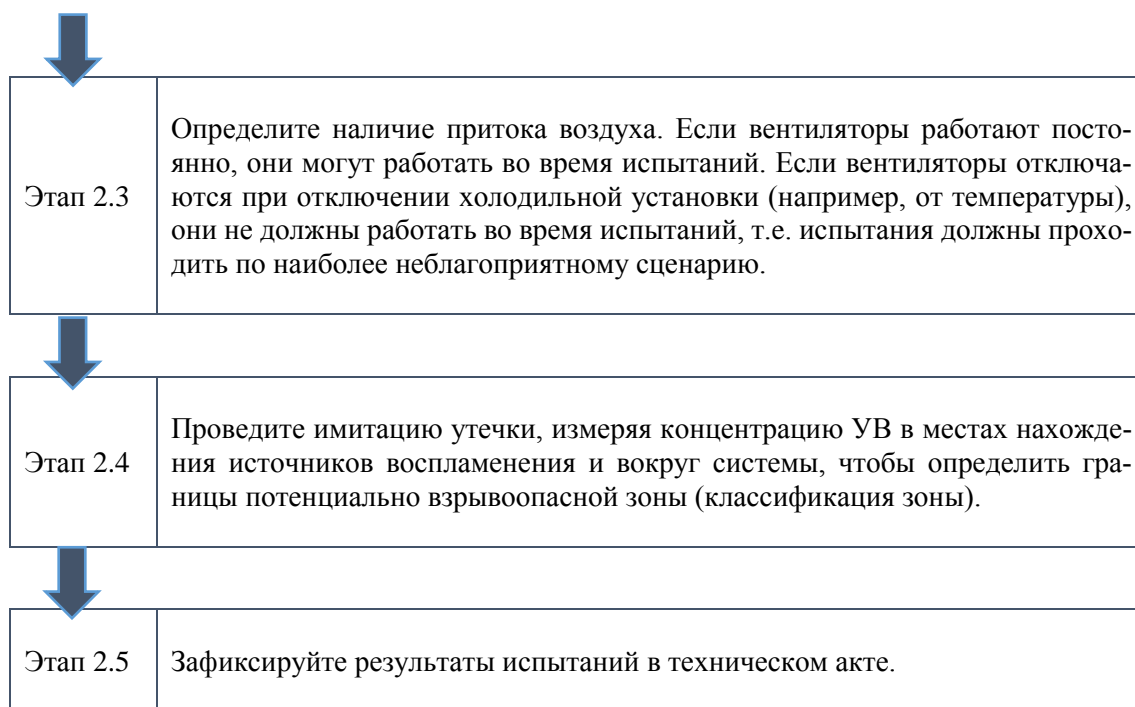 Этап 2.3
Определите наличие притока воздуха. Если вентиляторы работают посто-
янно, они могут работать во время испытаний. Если вентиляторы отключа-
ются при отключении холодильной установки (например, от температуры),
они не должны работать во время испытаний, т.е. испытания должны прохо-
дить по наиболее неблагоприятному сценарию.
Этап 2.4
Проведите имитацию утечки, измеряя концентрацию УВ в местах нахожде-
ния источников воспламенения и вокруг системы, чтобы определить гра-
ницы потенциально взрывоопасной зоны (классификация зоны).
Этап 2.5
Зафиксируйте результаты испытаний в техническом акте.